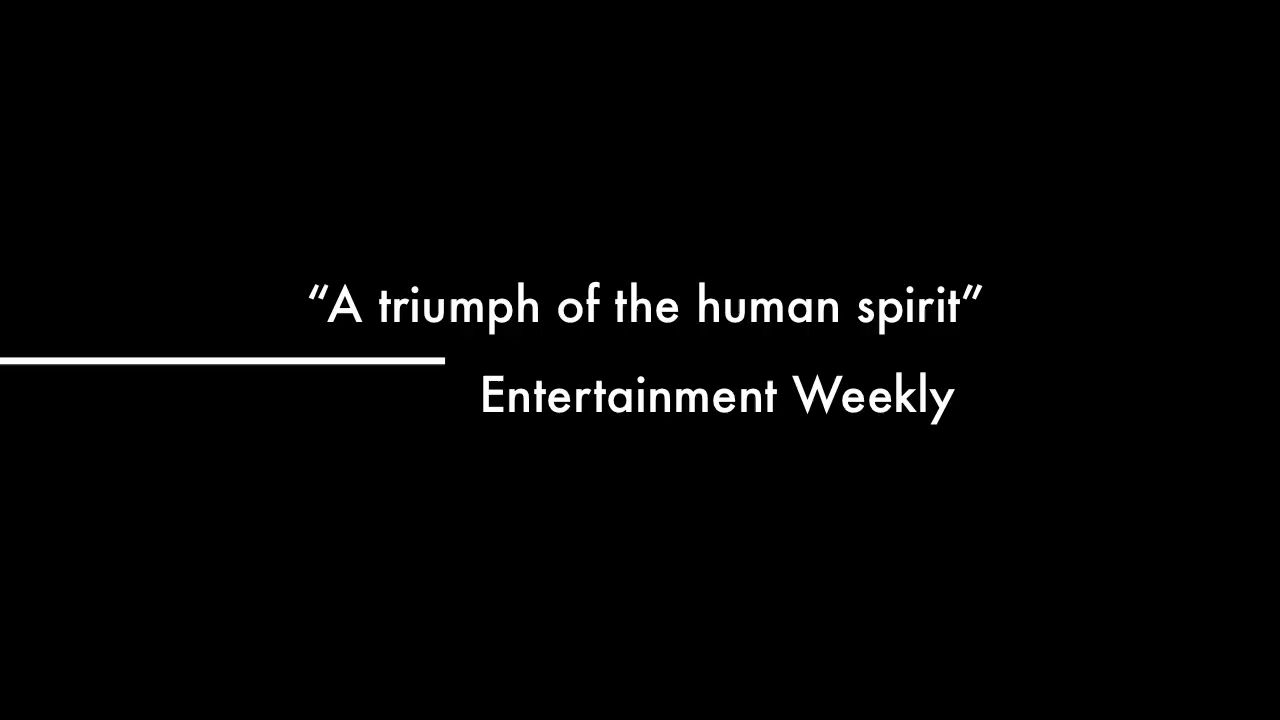 “A triumph of the human spirit”
Entertainment Weekly